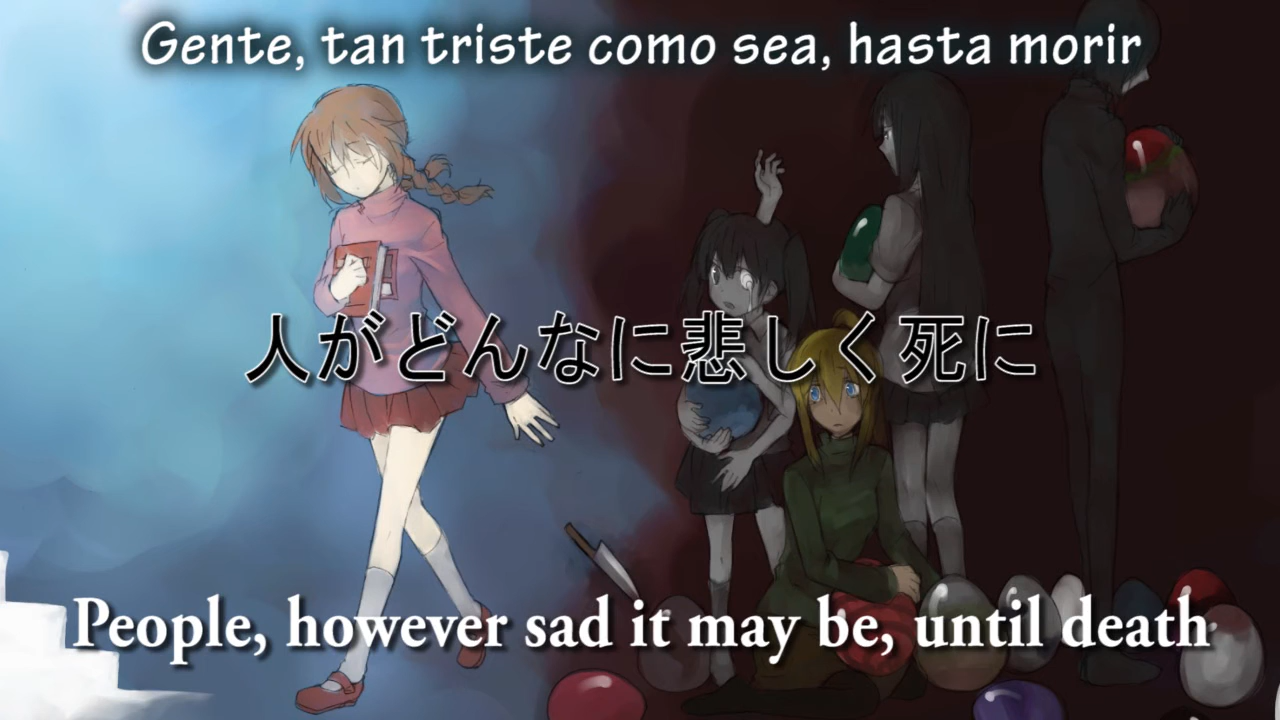 Gente, tan triste como sea, hasta morir
人がどんなに悲しく死に
People, however sad it may be, until death